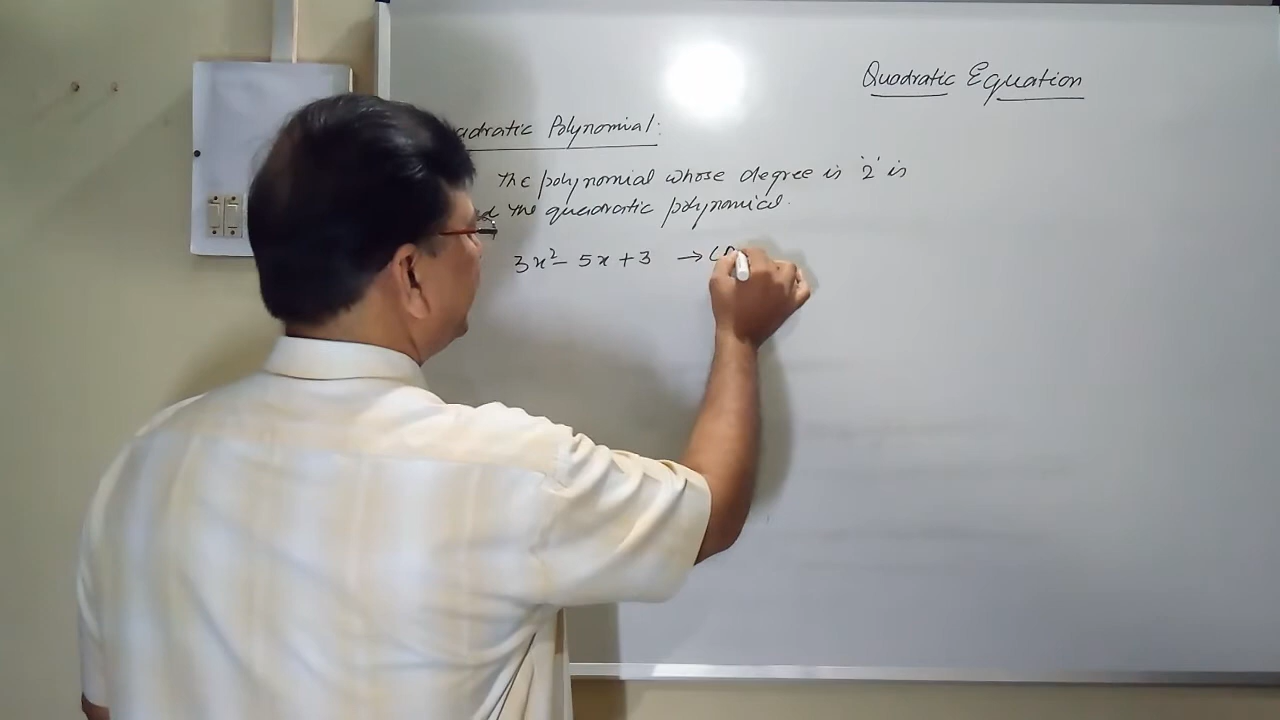 Quadratic Equation
adratic Polynomial:
The polynomial whose degree is '2' is
the quadratic polynomial.
3x² - 5x + 3 → (